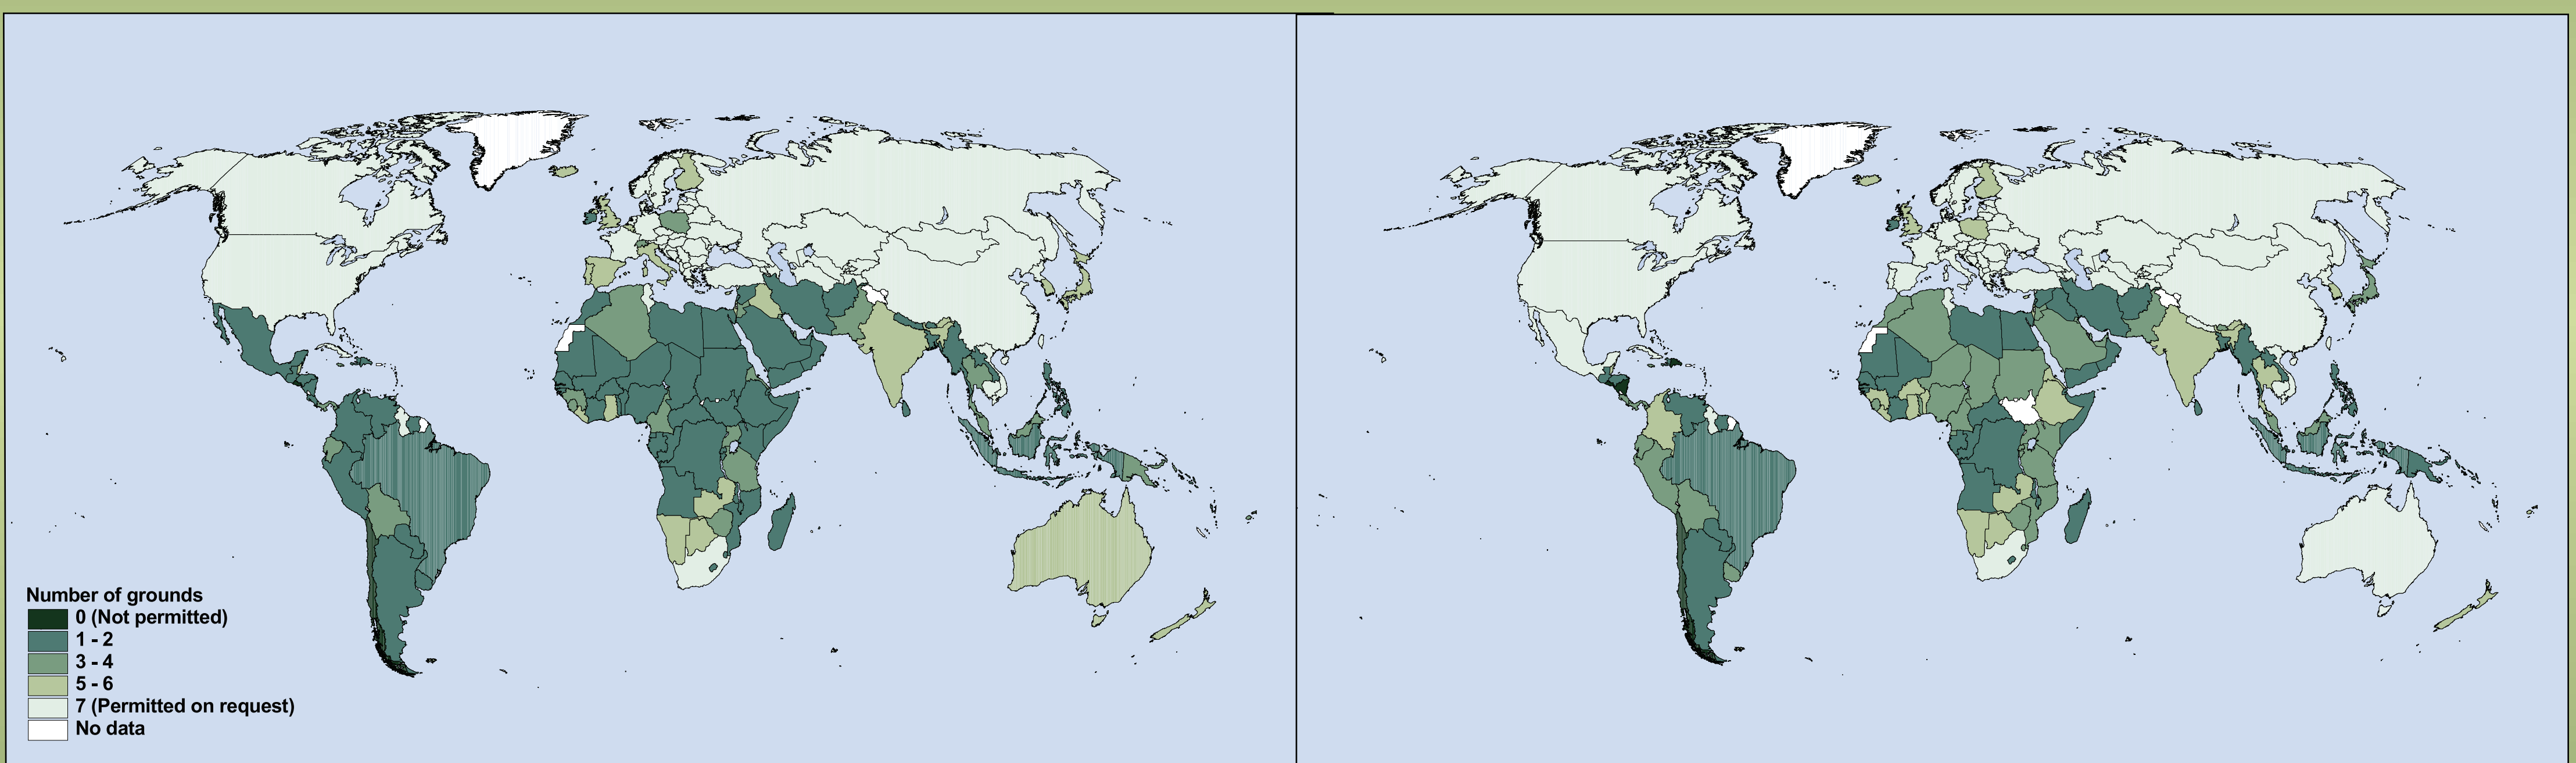 Number of grounds
0 (Not permitted)
1 - 2
3 - 4
5 - 6
7 (Permitted on request)
No data